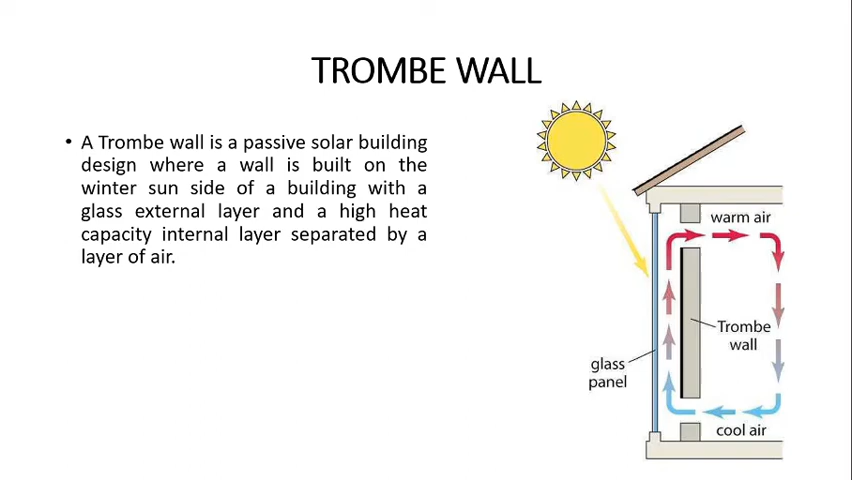 TROMBE WALL
• A Trombe wall is a passive solar building
design where a wall is built on the
winter sun side of a building with a
glass external layer and a high heat
capacity internal layer separated by a
layer of air.
warm air
Trombe
wall
glass
panel
cool air